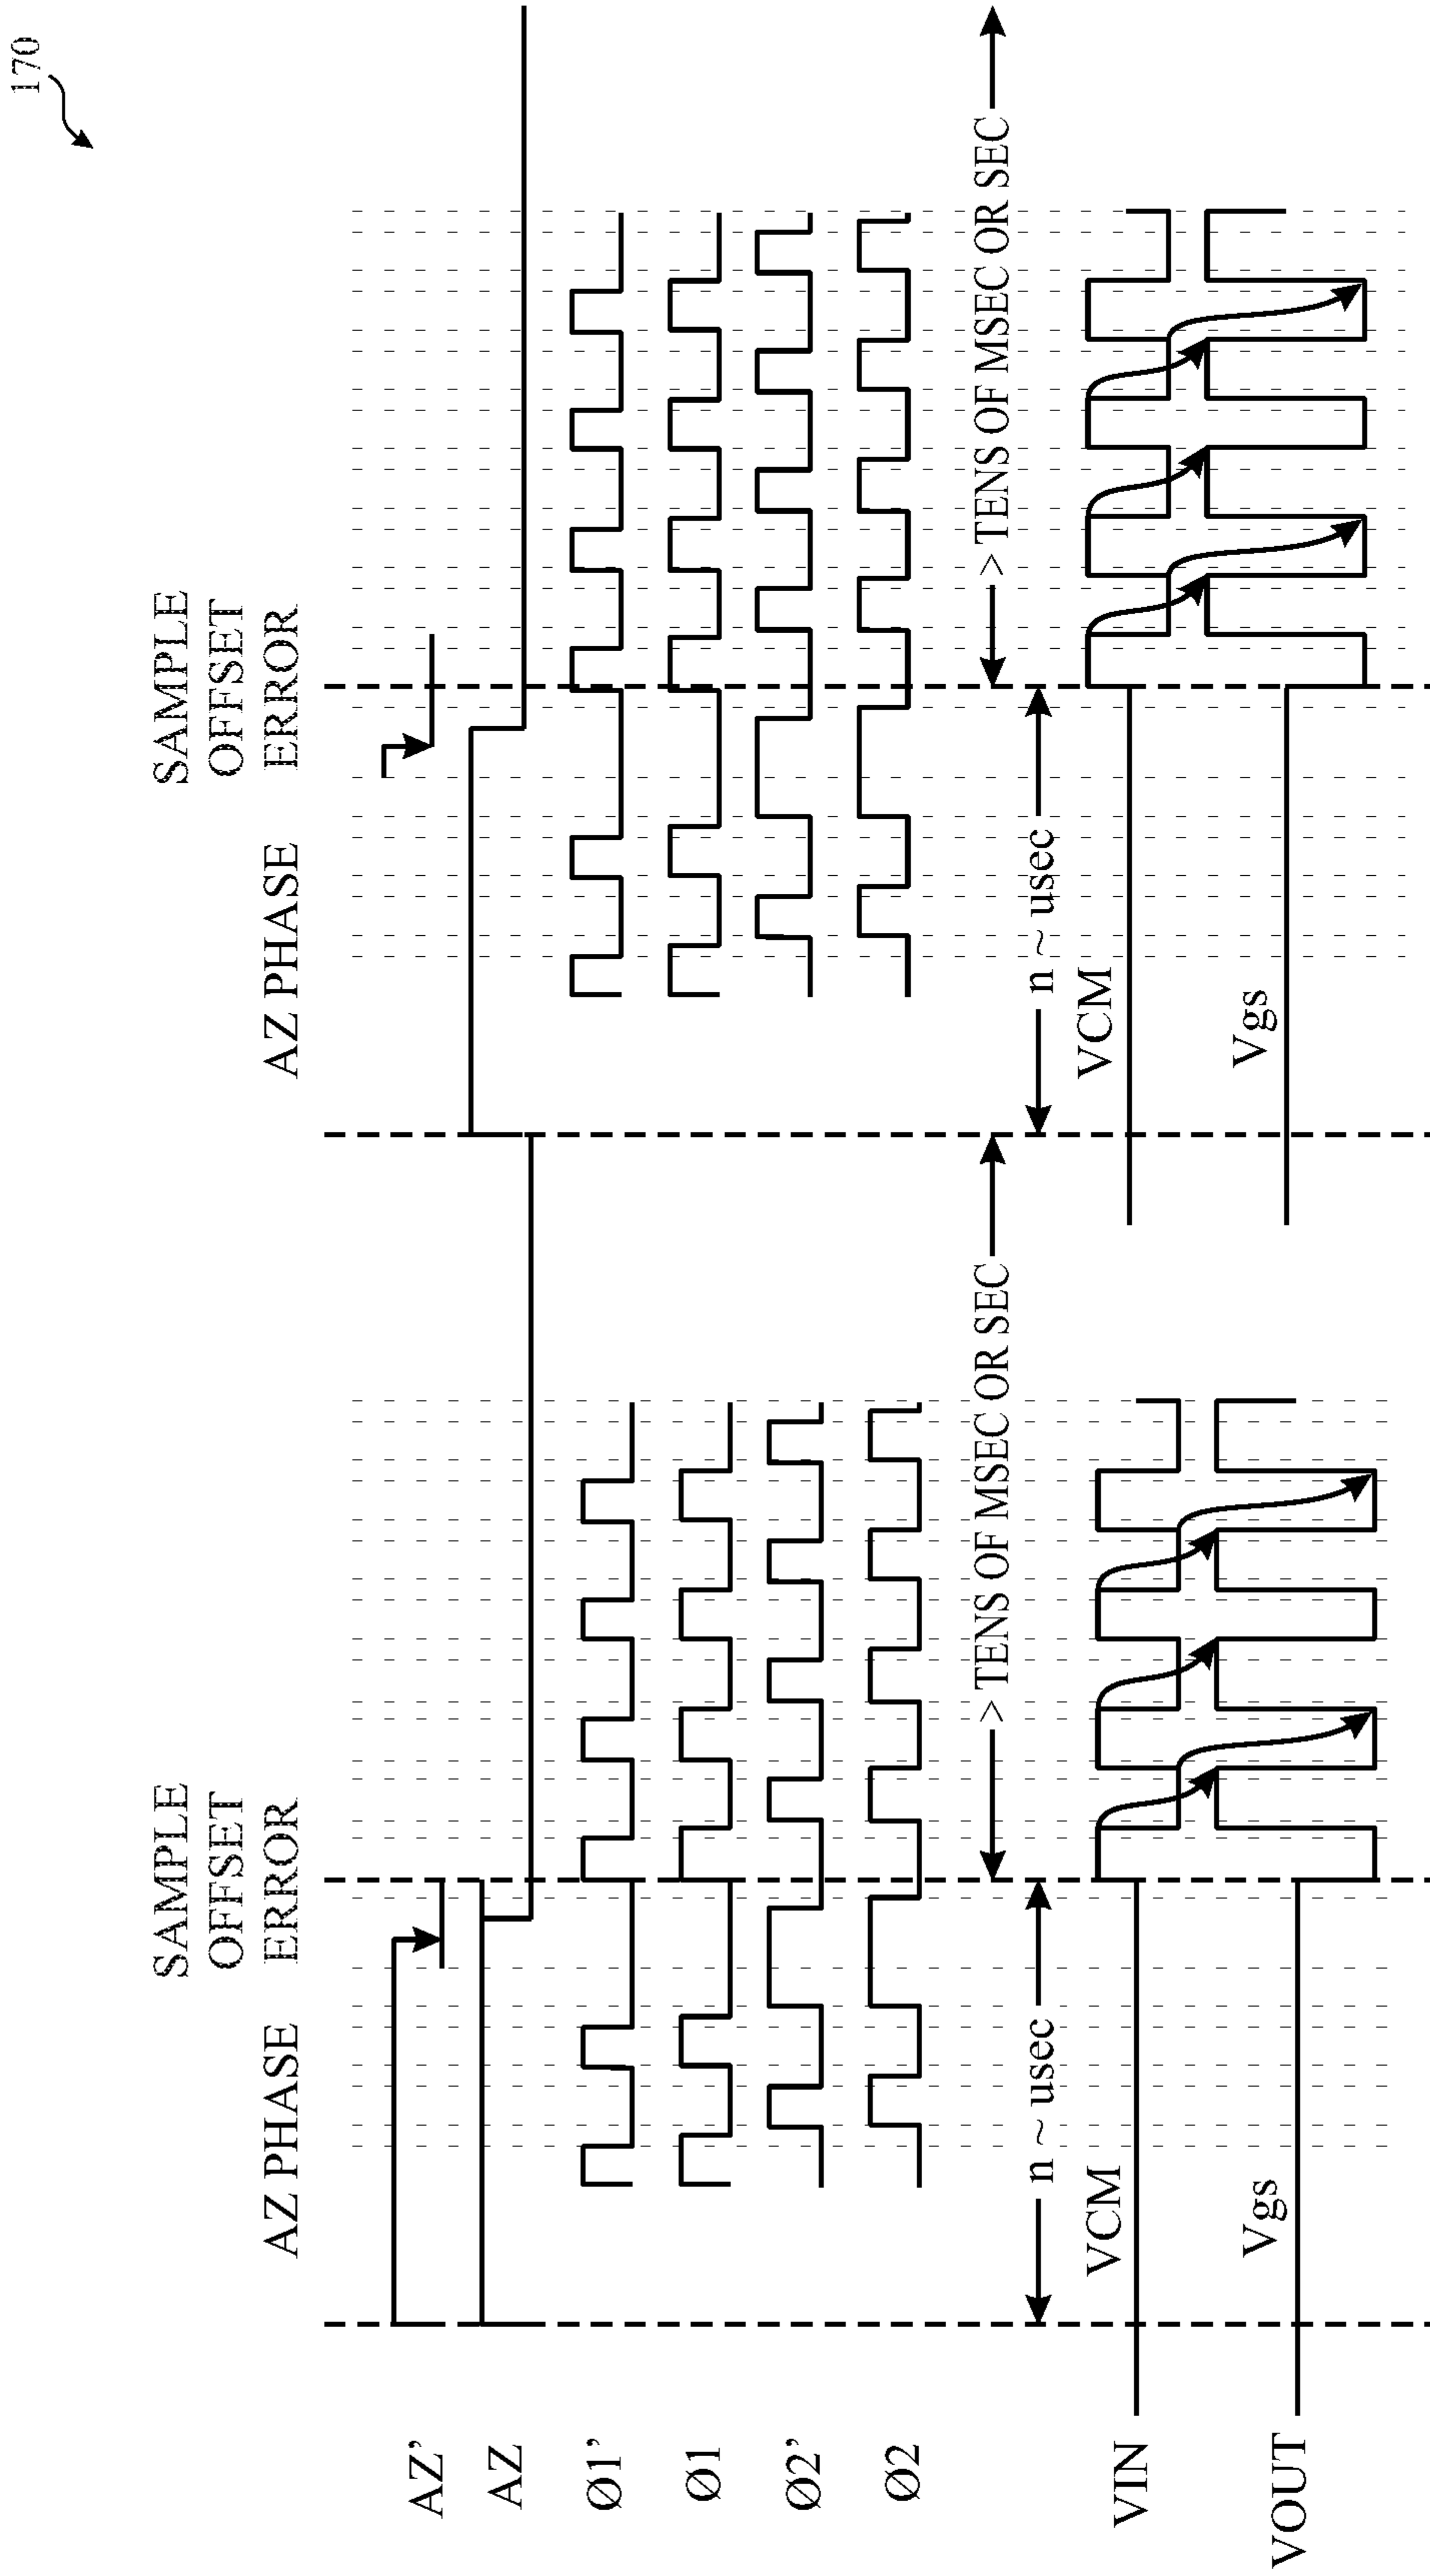 170
AZ PHASE
SAMPLE
OFFSET
ERROR
AZ PHASE
SAMPLE
OFFSET
ERROR
AZ’
AZ
Ø1’
Ø1
Ø2’
Ø2
> TENS OF MSEC OR SEC
> TENS OF MSEC OR SEC
n ~ usec
n ~ usec
VIN
VCM
VCM
VOUT
Vgs
Vgs